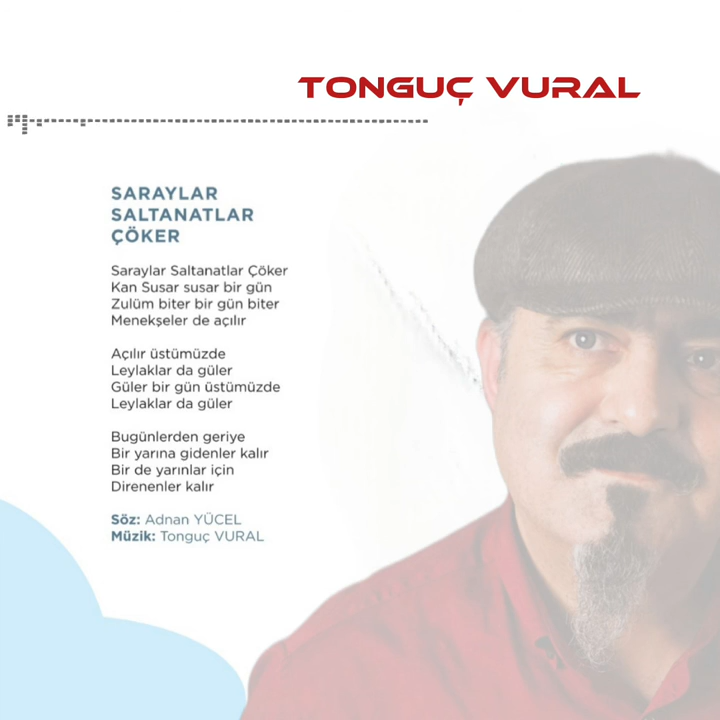 TONGUÇ VURAL
SARAYLAR
SALTANATLAR
ÇÖKER
Saraylar Saltanatlar Çöker
Kan Susar susar bir gün
Zulüm biter bir gün biter
Menekşeler de açılır
Açılır üstümüzde
Leylaklar da güler
Güler bir gün üstümüzde
Leylaklar da güler
Bugünlerden geriye
Bir yarına gidenler kalır
Bir de yarınlar için
Direnenler kalır
Söz: Adnan YÜCEL
Müzik: Tonguç VURAL